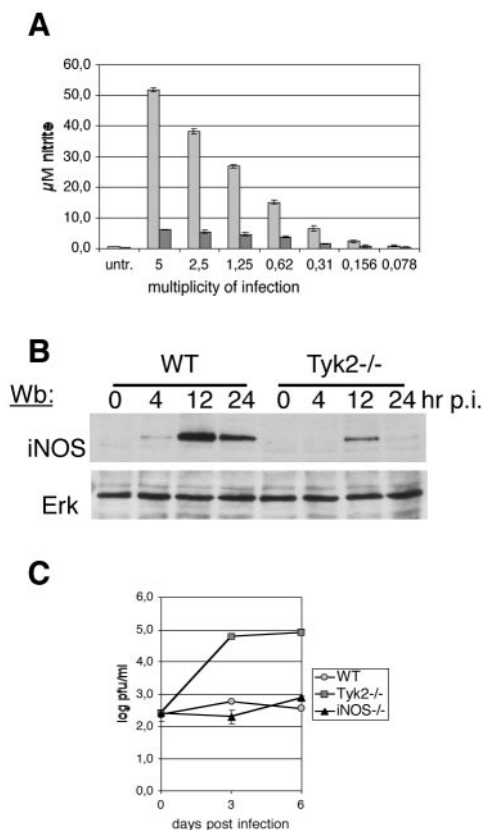 A
60,0
50,0
40,0
30,0
20,0
10,0
0,0
µM nitrite
untr. 5 2,5 1,25 0,62 0,31 0,156 0,078
multiplicity of infection
B
WT Tyk2-/-
Wb: 0 4 12 24 0 4 12 24 hr p.i.
iNOS
Erk
C
6,0
5,0
4,0
3,0
2,0
1,0
0,0
log pfu/ml
0 3 6
days post infection
WT
Tyk2-/-
iNOS-/-